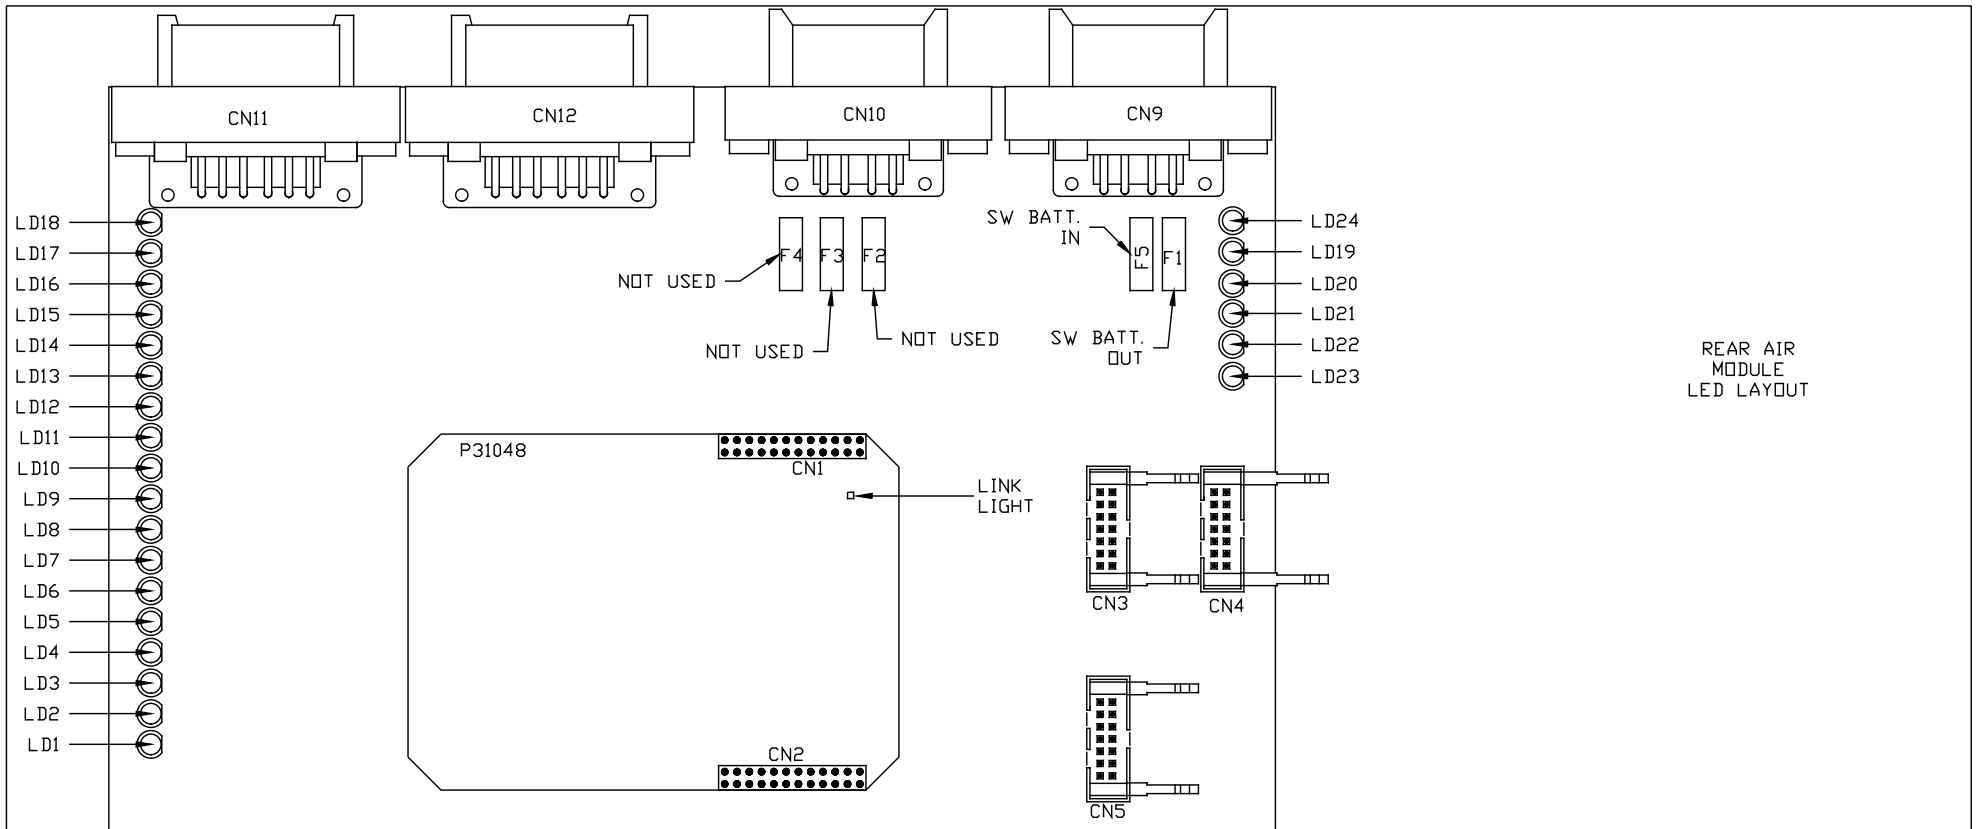 CN11
CN12
CN10
CN9
LD18
LD17
LD16
LD15
LD14
LD13
LD12
LD11
LD10
LD9
LD8
LD7
LD6
LD5
LD4
LD3
LD2
LD1
F4
F3
F2
NOT USED
NOT USED
NOT USED
SW BATT.
IN
F5
F1
SW BATT.
OUT
LD24
LD19
LD20
LD21
LD22
LD23
REAR AIR
MODULE
LED LAYOUT
P31048
CN1
LINK
LIGHT
CN2
CN3
CN4
CN5